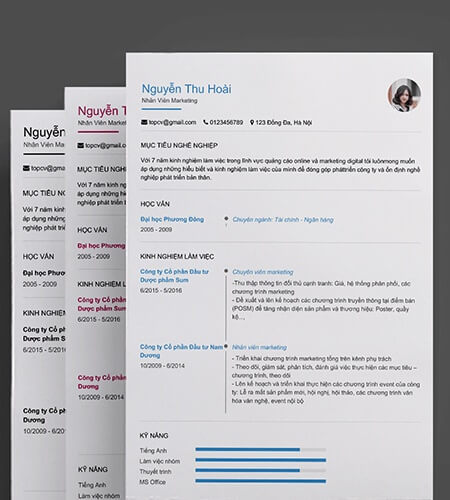 Nguyễn Thu Hoài
Nhân Viên Marketing
topcv@gmail.com 0123456789 123 Đống Đa, Hà Nội
MỤC TIÊU NGHỀ NGHIỆP
Với 7 năm kinh nghiệm làm việc trong lĩnh vực quảng cáo online và marketing digital tôi luônmong muốn
áp dụng những hiểu biết và kinh nghiệm làm việc của mình để đóng góp pháttriển công ty và ổn định nghề
nghiệp phát triển bản thân.
HỌC VẤN
Đại học Phương Đông
2005 - 2009
Chuyên ngành: Tài chính - Ngân hàng
KINH NGHIỆM LÀM VIỆC
Công ty Cổ phần Đầu tư
Dược phẩm Sum
6/2015 - 5/2016
Chuyên viên marketing
-Thu thập thông tin đối thủ cạnh tranh: Giá, hệ thống phân phối, các
chương trình marketing
- Đề xuất và lên kế hoạch các chương trình truyền thông tại điểm bán
(POSM) để tăng nhận diện sản phẩm và thương hiệu: Poster, quầy
kệ...,
Công ty Cổ phần Đầu tư Nam
Dương
10/2009 - 6/2014
Nhân viên marketing
- Triển khai chương trình marketing tổng trên kênh phụ trách
- Theo dõi, giám sát, phân tích, đánh giá việc thực hiện các mục tiêu –
chương trình, theo dõi
- Lên kế hoạch và triển khai thực hiện các chương trình event của công
ty: Lễ ra mắt sản phẩm mới, hội nghị, hội thảo, các chương trình văn
hóa văn nghệ, event nội bộ
KỸ NĂNG
Tiếng Anh
Làm việc nhóm
Thuyết trình
MS Office
Nguyễn T
Nhân Viên Market
topcv@gmail.com
MỤC TIÊU NG
Với 7 năm kinh ngh
áp dụng những hiể
nghiệp phát triển b
HỌC VẤN
Đại học Phương
2005 - 2009
KINH NGHIỆM L
Công ty Cổ phần
Dược phẩm Sum
6/2015 - 5/2016
Công ty Cổ phần
Dương
10/2009 - 6/2014
KỸ NĂNG
Tiếng Anh
Làm việc nhóm
Nguyễn
Nhân Viên
topcv@gmail
MỤC TIÊU N
Với 7 năm kin
áp dụng những
nghiệp phát tri
HỌC VẤN
Đại học Phươ
2005 - 2009
KINH NGHIỆM
Công ty Cổ p
Dược phẩm
6/2015 - 5/2016
Công ty Cổ p
Dương
10/2009 - 6/2